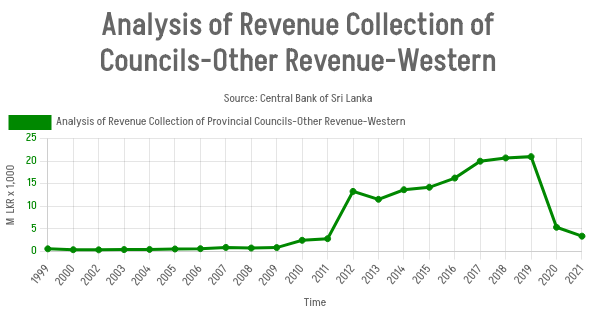 Analysis of Revenue Collection of
Councils-Other Revenue-Western
Source: Central Bank of Sri Lanka
Analysis of Revenue Collection of Provincial Councils-Other Revenue-Western
25
20
15
10
5
0
M LKR x 1,000
1999 2000 2002 2003 2004 2005 2006 2007 2008 2009 2010 2011 2012 2013 2014 2015 2016 2017 2018 2019 2020 2021
Time